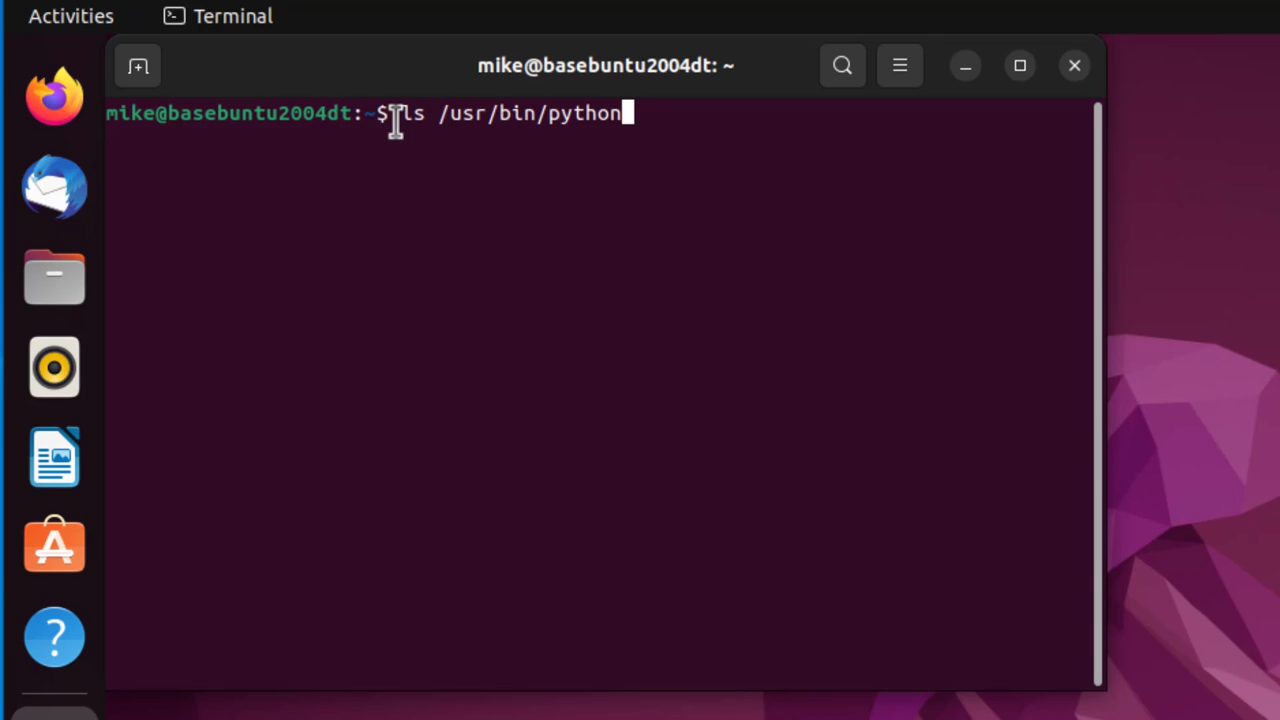 Activities Terminal
mike@basebuntu2004dt: ~
mike@basebuntu2004dt:~$ ls /usr/bin/python
?